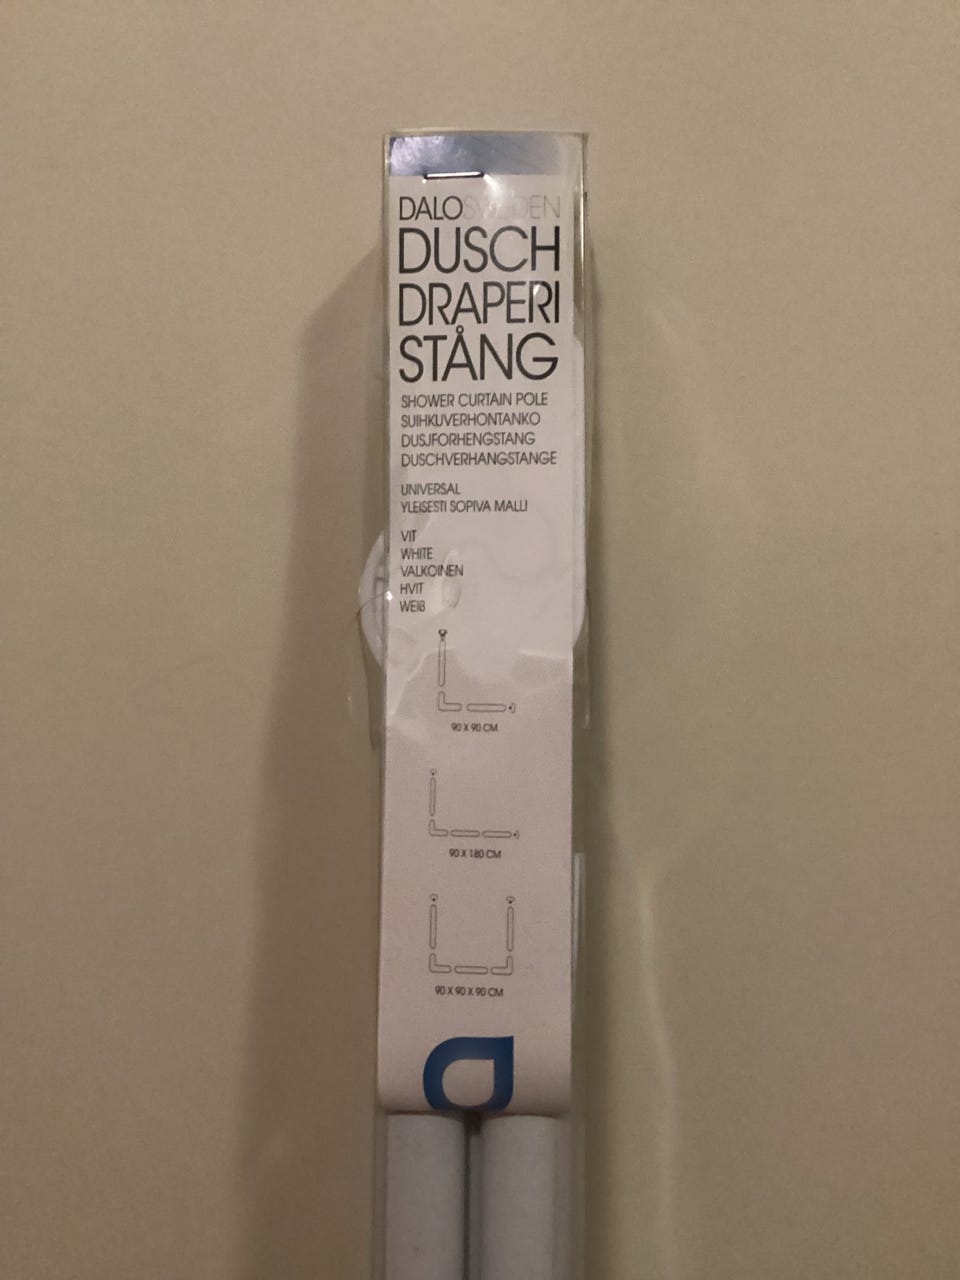 DALOSWEDEN
DUSCH
DRAPERI
STÅNG
SHOWER CURTAIN POLE
SUIHKUVERHONTANKO
DUSJFORHENGSTANG
DUSCHVERHANGSTANGE
UNIVERSAL
YLEISESTI SOPIVA MALLI
VIT
WHITE
VALKOINEN
HVIT
WEIß
90 X 90 CM
90 X 180 CM
90 X 90 X 90 CM